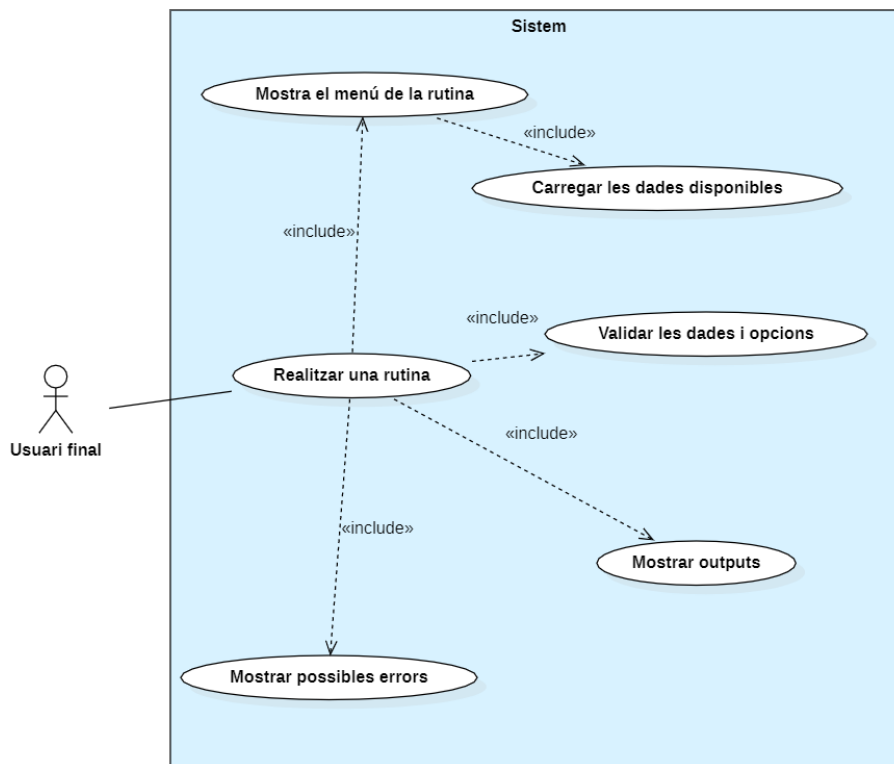 Sistem
Mostra el menú de la rutina
«include»
Carregar les dades disponibles
«include»
«include»
Validar les dades i opcions
Realitzar una rutina
Usuari final
«include»
«include»
Mostrar outputs
Mostrar possibles errors